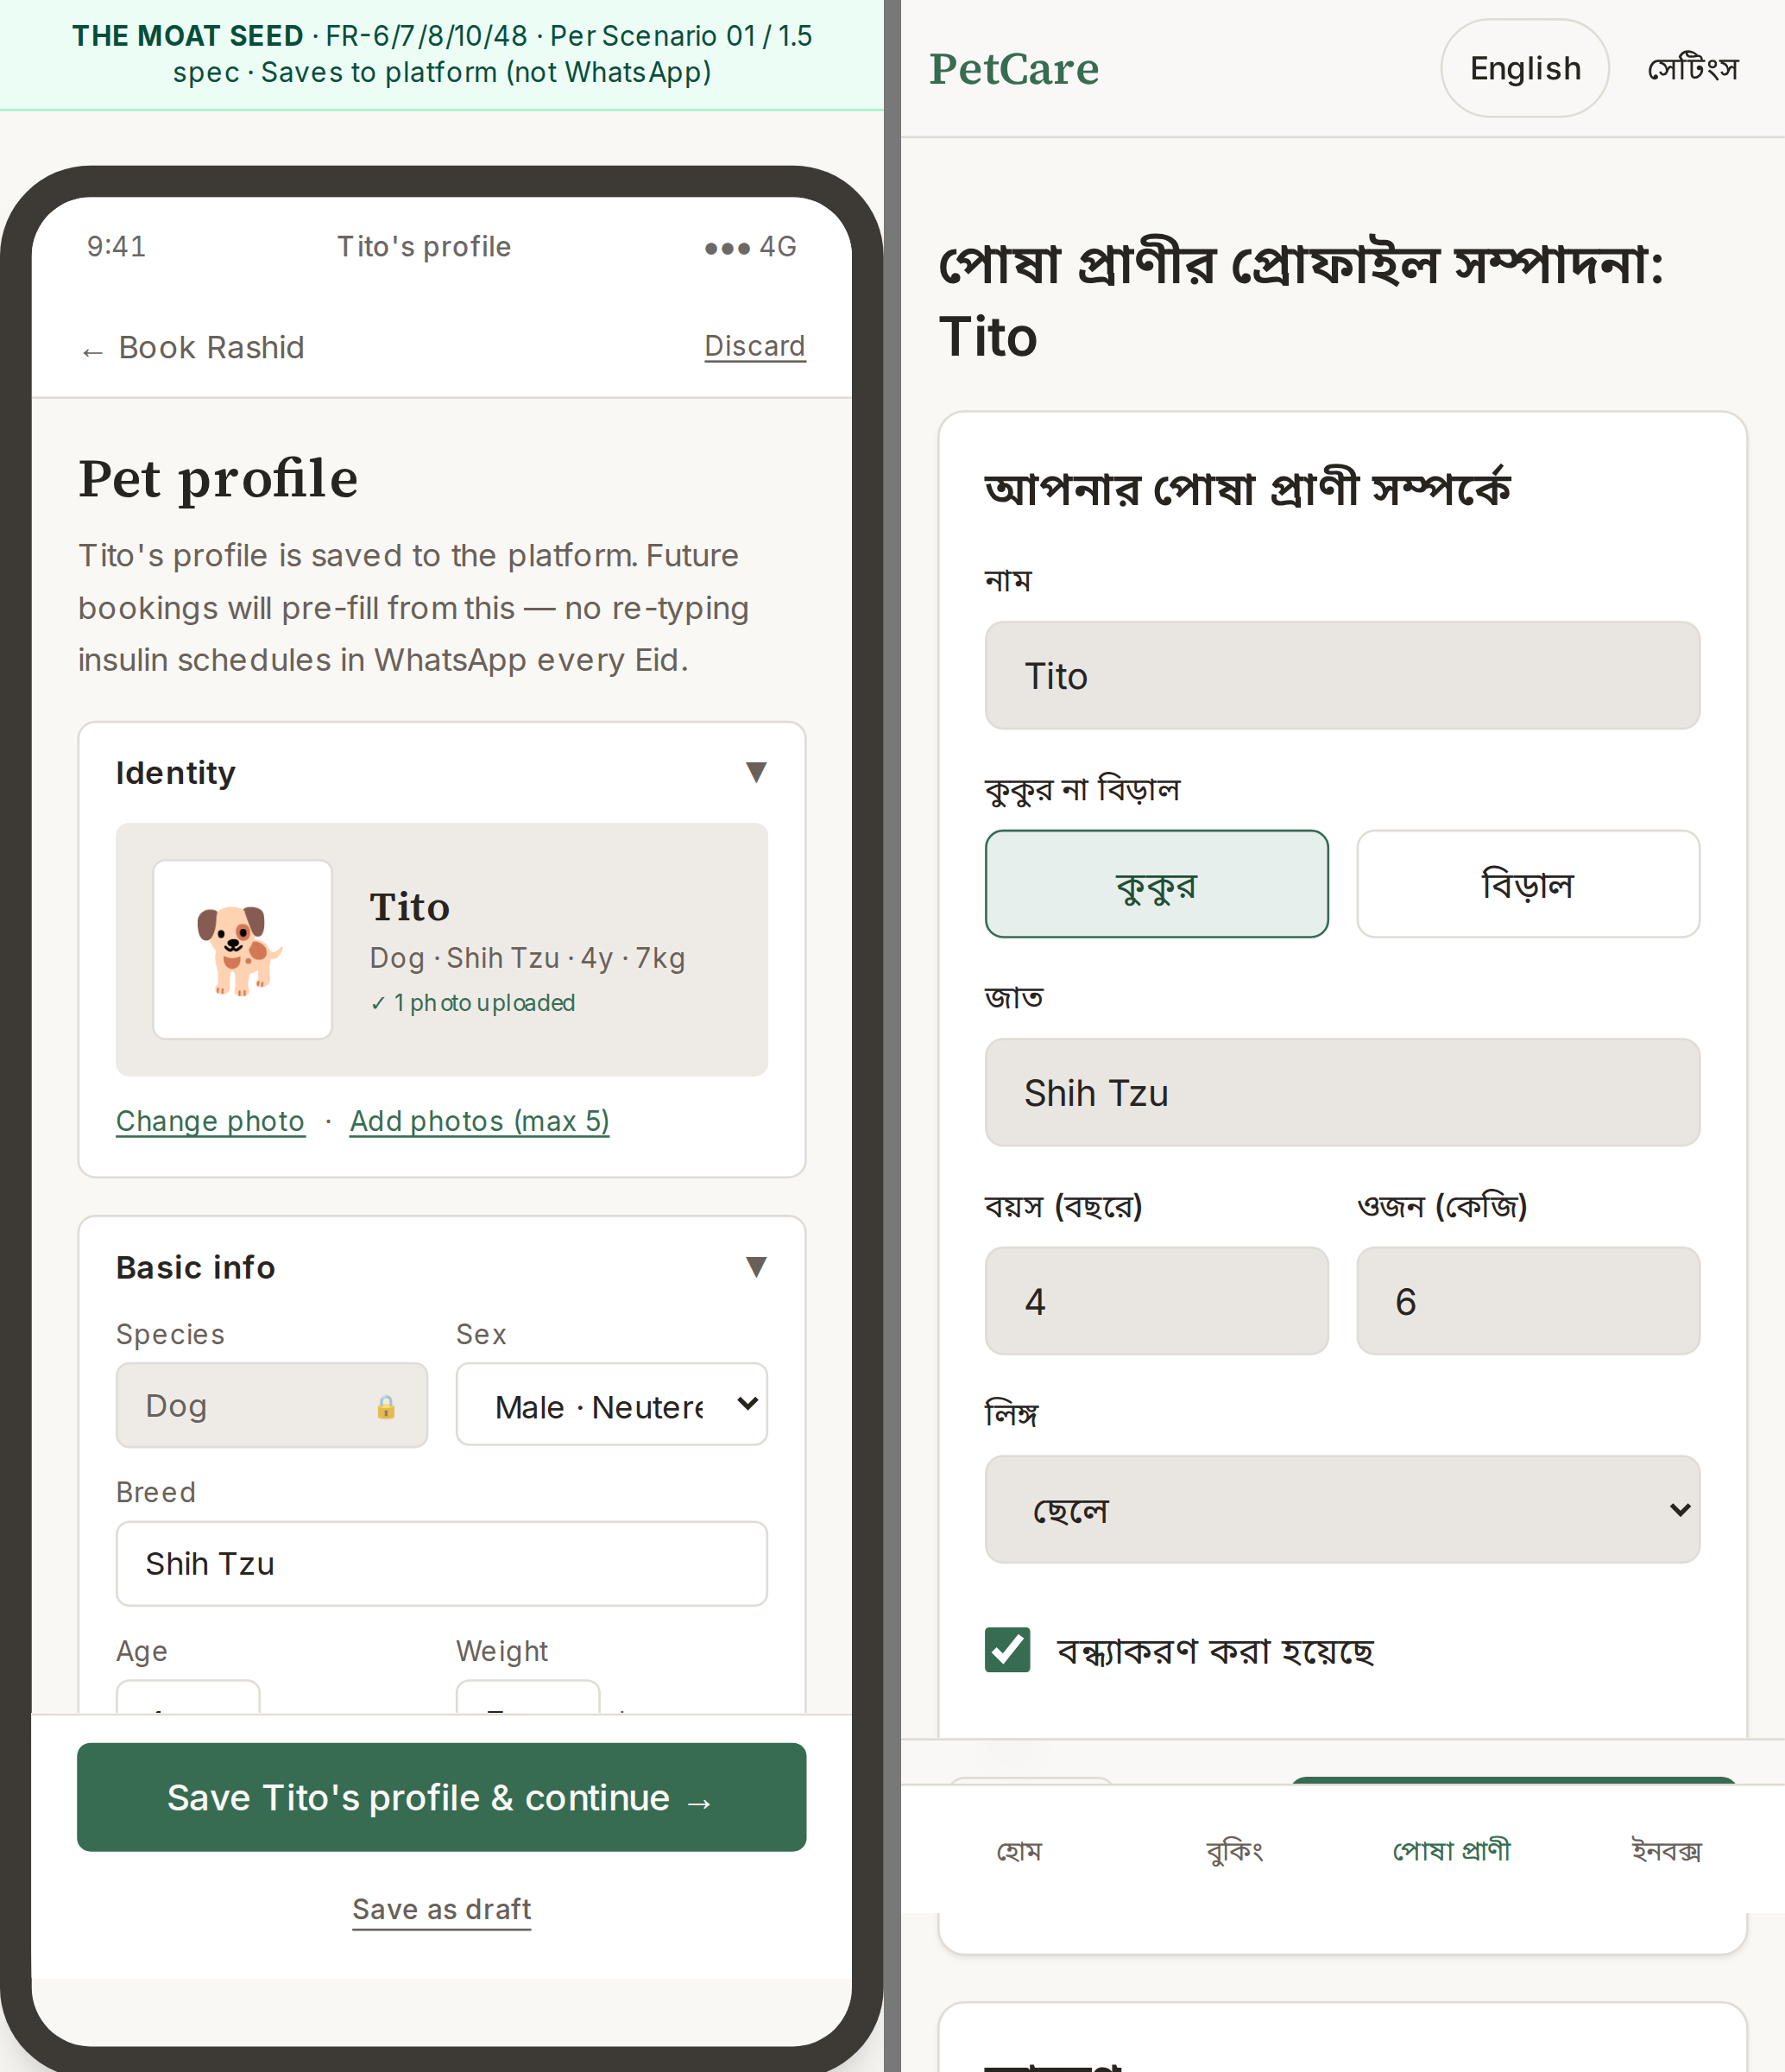 THE MOAT SEED · FR-6/7/8/10/48 · Per Scenario 01 / 1.5
spec · Saves to platform (not WhatsApp)
9:41
Tito's profile
●●● 4G
← Book Rashid
Discard
Pet profile
Tito's profile is saved to the platform. Future
bookings will pre-fill from this — no re-typing
insulin schedules in WhatsApp every Eid.
Identity ▼
Tito
Dog · Shih Tzu · 4y · 7kg
✓ 1 photo uploaded
Change photo · Add photos (max 5)
Basic info ▼
Species
Sex
Dog
Male · Neutere
Breed
Shih Tzu
Age
Weight
Save Tito's profile & continue →
Save as draft
PetCare
English
সেটিংস
পোষা প্রাণীর প্রোফাইল সম্পাদনা:
Tito
আপনার পোষা প্রাণী সম্পর্কে
নাম
Tito
কুকুর না বিড়াল
কুকুর
বিড়াল
জাত
Shih Tzu
বয়স (বছরে)
ওজন (কেজি)
4
6
লিঙ্গ
ছেলে
বন্ধ্যাকরণ করা হয়েছে
হোম
বুকিং
পোষা প্রাণী
ইনবক্স